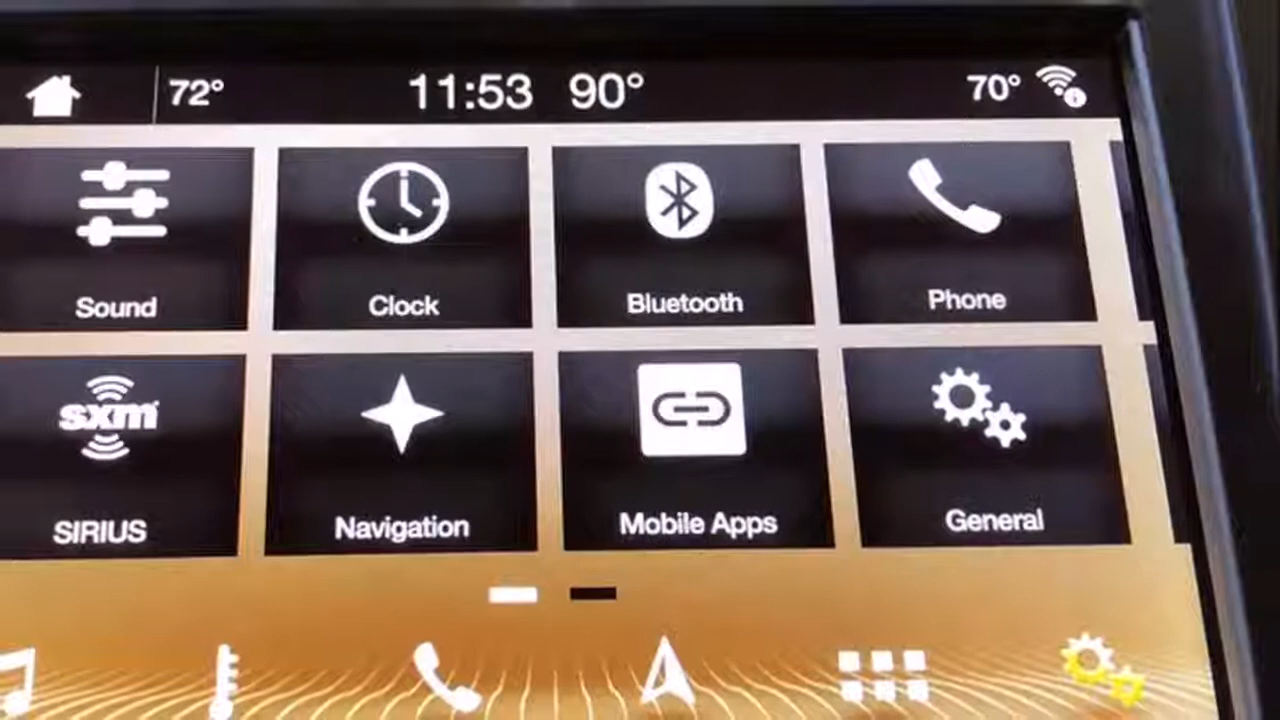 72° 11:53 90° 70°
Sound Clock Bluetooth Phone
sxm
SIRIUS Navigation Mobile Apps General